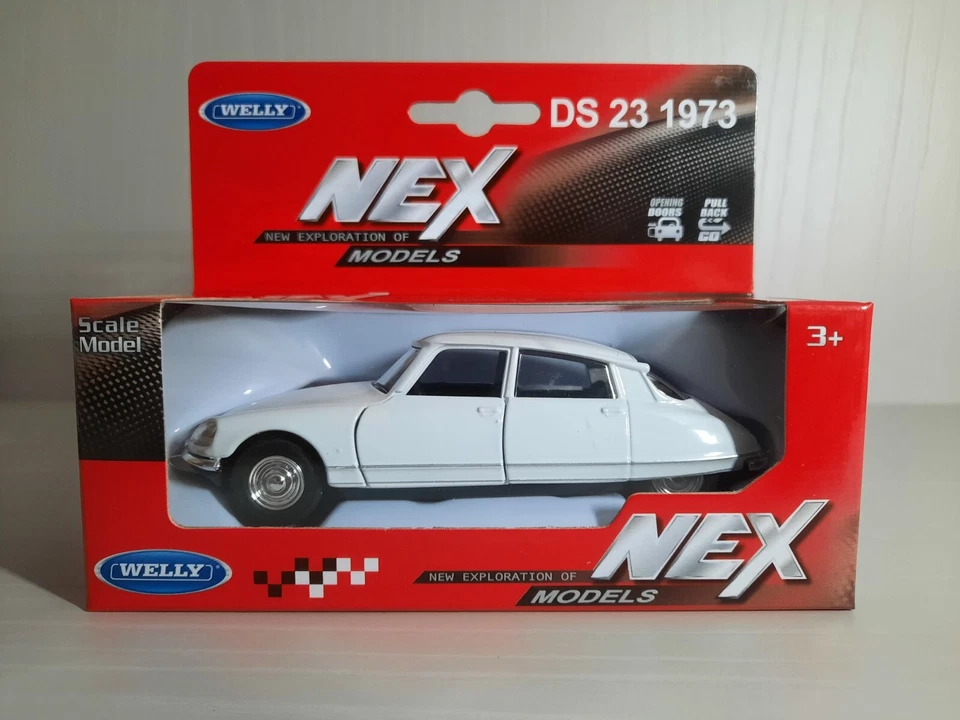 WELLY
DS 23 1973
NEX
NEW EXPLORATION OF
MODELS
OPENING
DOORS
PULL
BACK
GO
Scale
Model
3+
WELLY
NEX
NEW EXPLORATION OF
MODELS